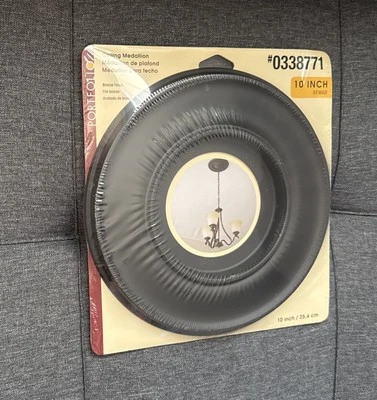 PORTFOLIO
Ceiling Medallion
Médaillon de plafond
Medallón para techo
#0338771
10 INCH
10 inch / 25.4 cm